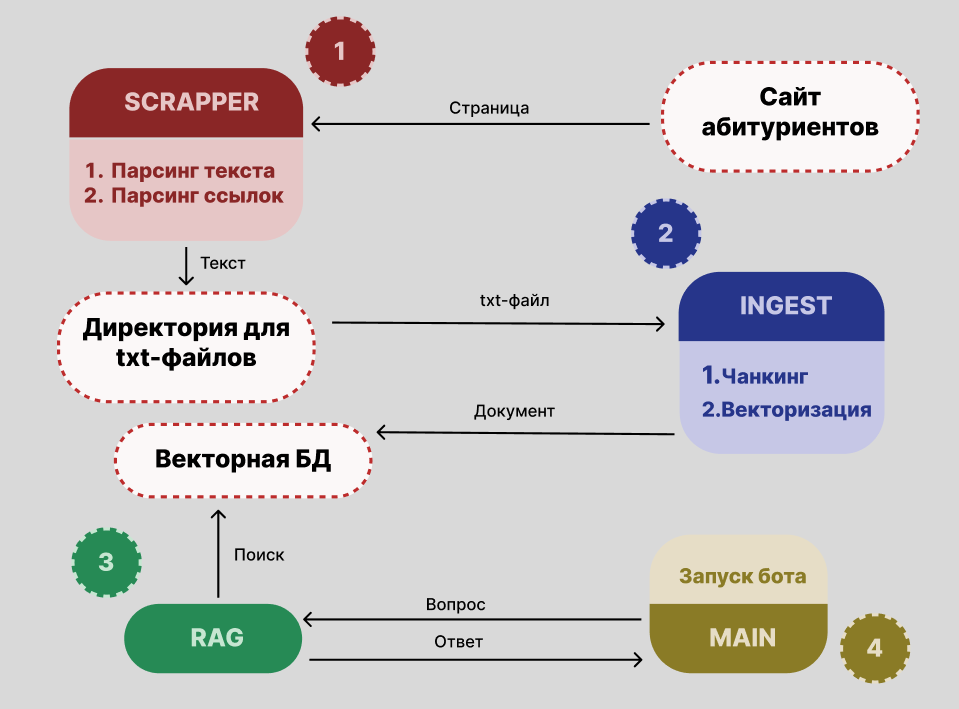 1
SCRAPPER
Страница
Сайт
абитуриентов
1. Парсинг текста
2. Парсинг ссылок
2
Текст
INGEST
txt-файл
Директория для
txt-файлов
1.Чанкинг
2.Векторизация
Документ
Векторная БД
3
Поиск
Запуск бота
Вопрос
RAG
MAIN
Ответ
4